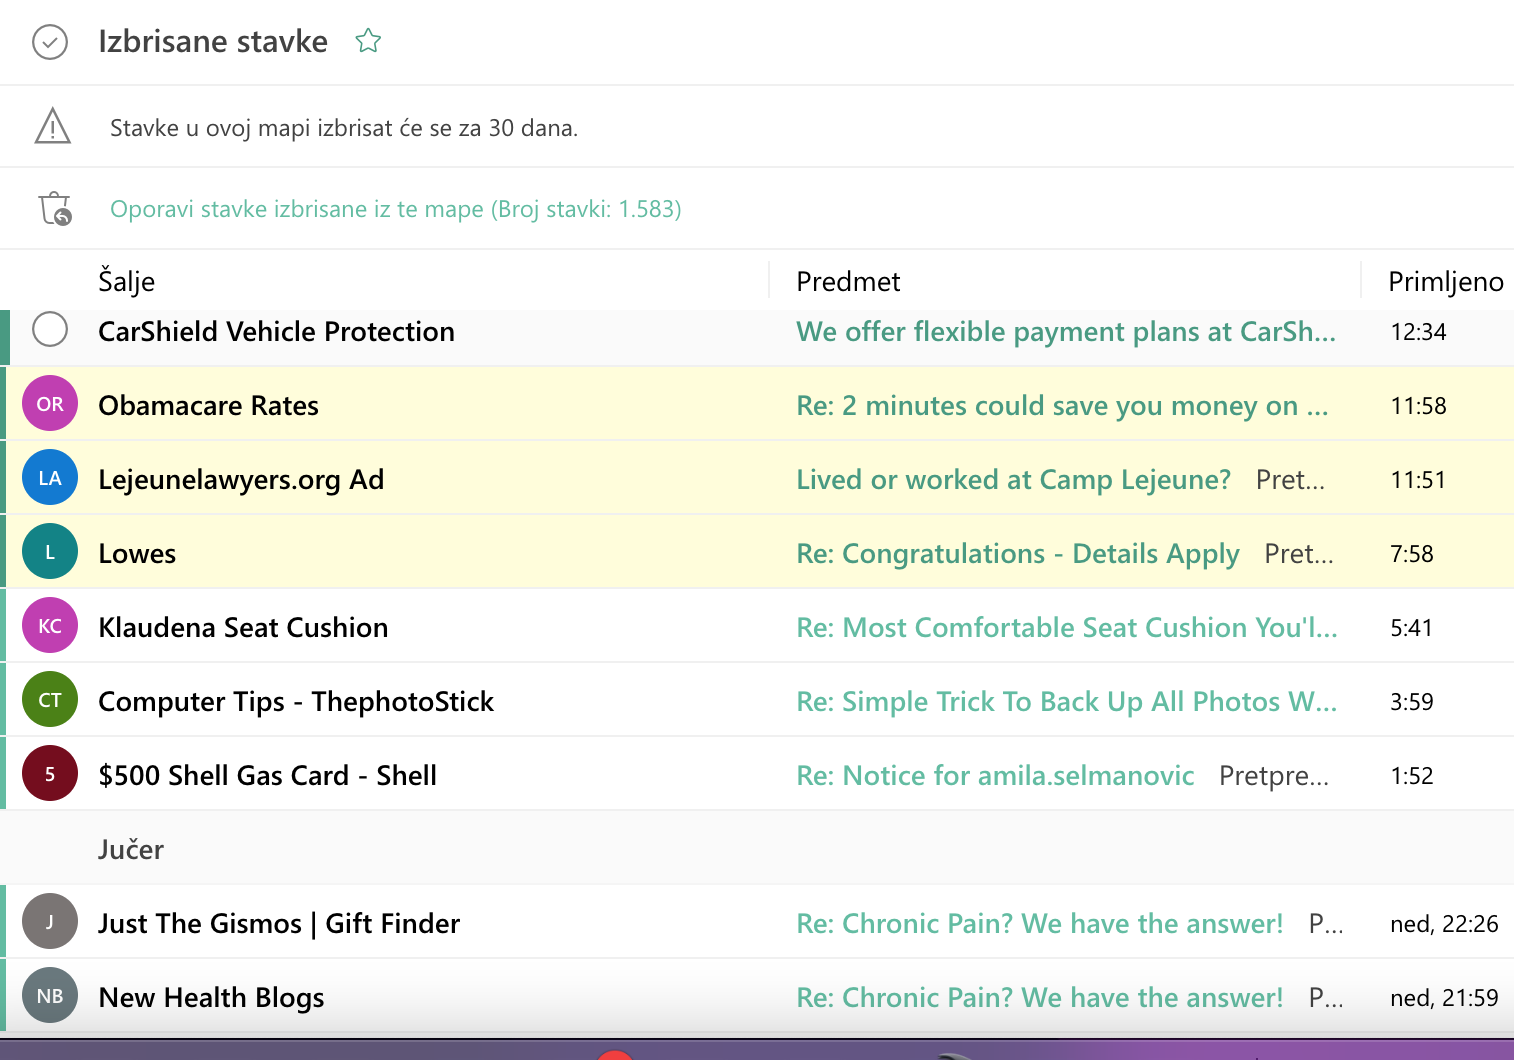 Izbrisane stavke
Stavke u ovoj mapi izbrisat će se za 30 dana.
Oporavi stavke izbrisane iz te mape (Broj stavki: 1.583)
Šalje Predmet Primljeno
CarShield Vehicle Protection We offer flexible payment plans at CarSh... 12:34
OR Obamacare Rates Re: 2 minutes could save you money on ... 11:58
LA Lejeunelawyers.org Ad Lived or worked at Camp Lejeune? Pret... 11:51
L Lowes Re: Congratulations - Details Apply Pret... 7:58
KC Klaudena Seat Cushion Re: Most Comfortable Seat Cushion You'l... 5:41
CT Computer Tips - ThephotoStick Re: Simple Trick To Back Up All Photos W... 3:59
5 $500 Shell Gas Card - Shell Re: Notice for amila.selmanovic Pretpre... 1:52
Jučer
J Just The Gismos | Gift Finder Re: Chronic Pain? We have the answer! P... ned, 22:26
NB New Health Blogs Re: Chronic Pain? We have the answer! P... ned, 21:59